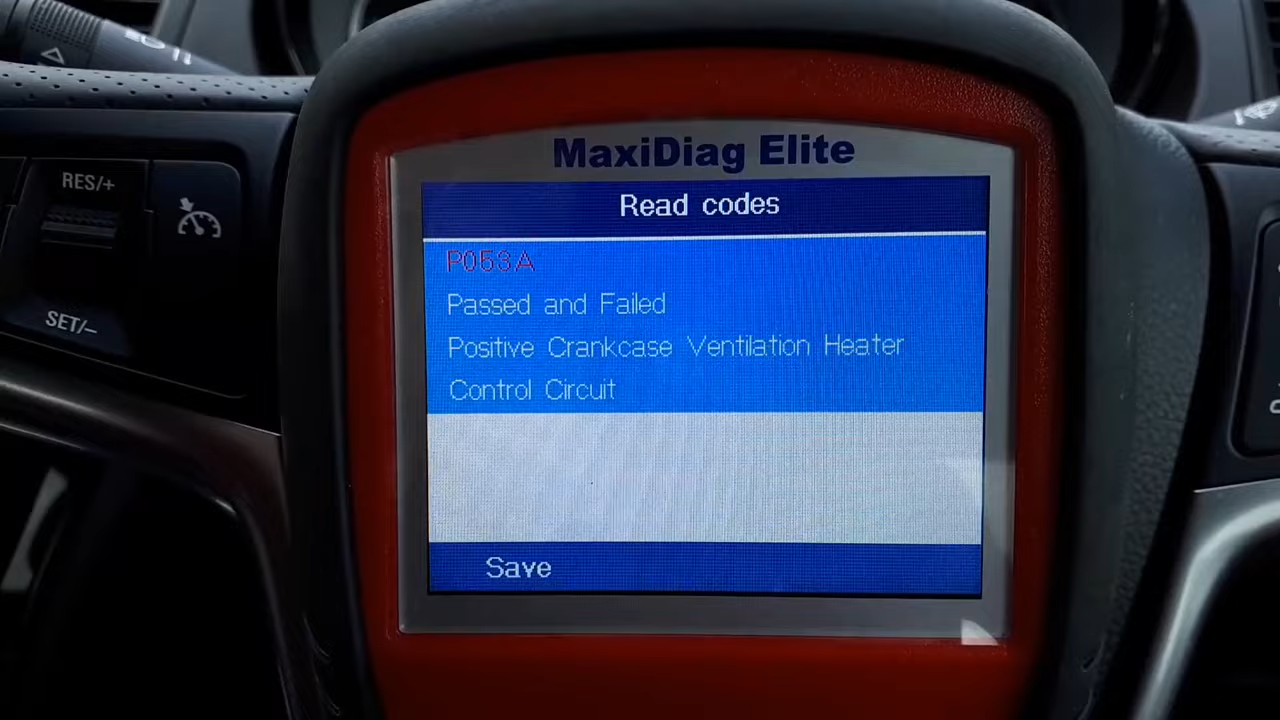 MaxiDiag Elite
Read codes
RES/+
P053A
Passed and Failed
SET/–
Positive Crankcase Ventilation Heater
Control Circuit
Save